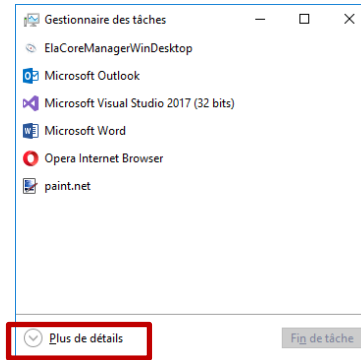 Gestionnaire des tâches
ElaCoreManagerWinDesktop
Microsoft Outlook
Microsoft Visual Studio 2017 (32 bits)
Microsoft Word
Opera Internet Browser
paint.net
Plus de détails
Fin de tâche